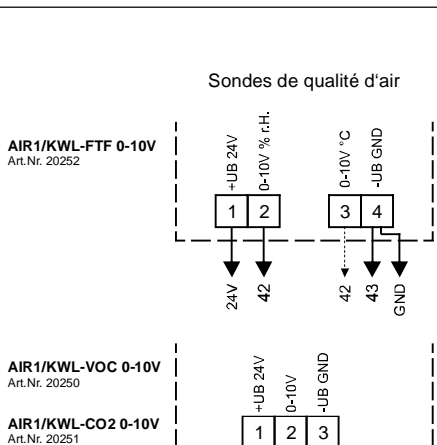 Sondes de qualité d'air
AIR1/KWL-FTF 0-10V
Art.Nr. 20252
+UB 24V
0-10V % r.H.
0-10V °C
-UB GND
1 2 3 4
24V 42 42 43 GND
AIR1/KWL-VOC 0-10V
Art.Nr. 20250
AIR1/KWL-CO2 0-10V
Art.Nr. 20251
+UB 24V
0-10V
-UB GND
1 2 3